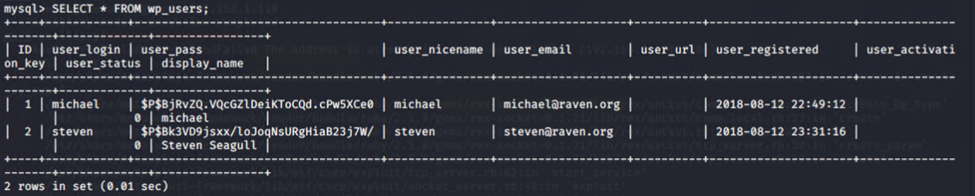 mysql> SELECT * FROM wp_users;
+----+------------+------------------------------------+---------------+-------------------+----------+---------------------+---------------------+-------------+----------------+
| ID | user_login | user_pass | user_nicename | user_email | user_url | user_registered | user_activati
on_key | user_status | display_name |
| 1 | michael | $P$BjRvZQ.VQcGZlDeiKToCQd.cPw5XCe0 | michael | michael@raven.org | | 2018-08-12 22:49:12 |
| 0 | michael |
| 2 | steven | $P$Bk3VD9jsxx/loJoqNsURgHiaB23j7W/ | steven | steven@raven.org | | 2018-08-12 23:31:16 |
| 0 | Steven Seagull |
2 rows in set (0.01 sec)